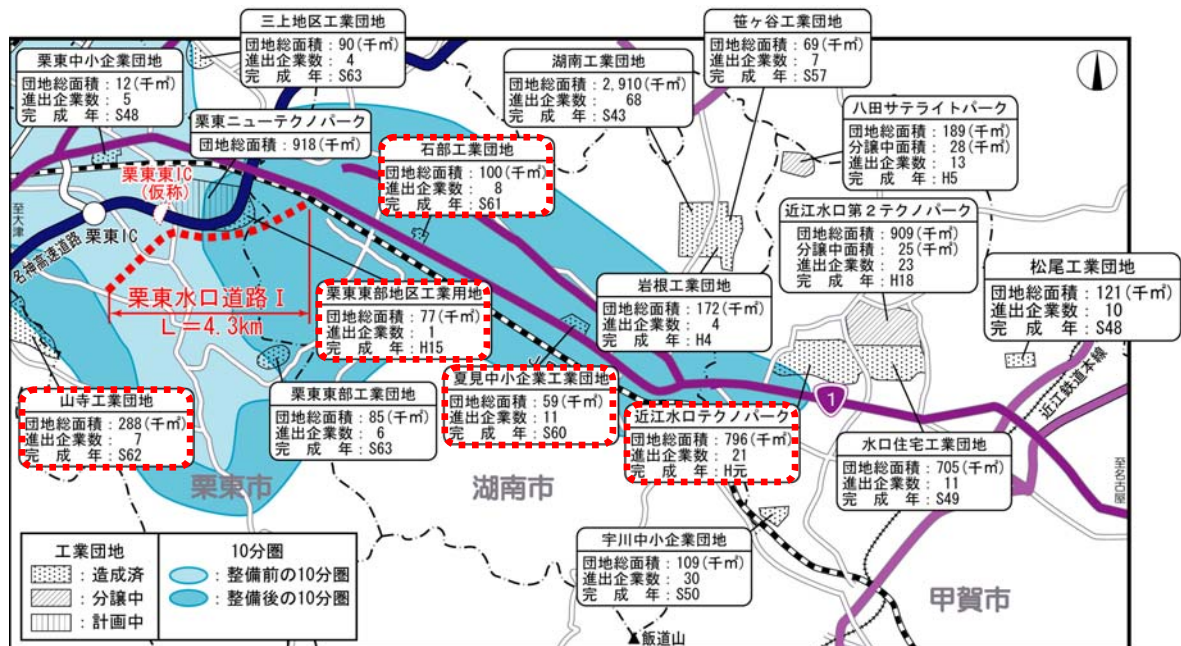 三上地区工業団地
団地総面積：90(千㎡)
進出企業数：4
完成年：S63
笹ヶ谷工業団地
団地総面積：69(千㎡)
進出企業数：7
完成年：S57
栗東中小企業団地
団地総面積：12(千㎡)
進出企業数：5
完成年：S48
湖南工業団地
団地総面積：2,910(千㎡)
進出企業数：68
完成年：S43
八田サテライトパーク
団地総面積：189(千㎡)
分譲中面積：28(千㎡)
進出企業数：13
完成年：H5
栗東ニューテクノパーク
団地総面積：918(千㎡)
石部工業団地
団地総面積：100(千㎡)
進出企業数：8
完成年：S61
栗東東IC
(仮称)
至大津
栗東IC
名神高速道路
近江水口第２テクノパーク
団地総面積：909(千㎡)
分譲中面積：25(千㎡)
進出企業数：23
完成年：H18
松尾工業団地
団地総面積：121(千㎡)
進出企業数：10
完成年：S48
栗東水口道路Ⅰ
L＝4.3km
栗東東部地区工業用地
団地総面積：77(千㎡)
進出企業数：1
完成年：H15
岩根工業団地
団地総面積：172(千㎡)
進出企業数：4
完成年：H4
近江鉄道本線
山寺工業団地
団地総面積：288(千㎡)
進出企業数：7
完成年：S62
栗東東部工業団地
団地総面積：85(千㎡)
進出企業数：6
完成年：S63
夏見中小企業工業団地
団地総面積：59(千㎡)
進出企業数：11
完成年：S60
近江水口テクノパーク
団地総面積：796(千㎡)
進出企業数：21
完成年：H元
1
水口住宅工業団地
団地総面積：705(千㎡)
進出企業数：11
完成年：S49
至名古屋
栗東市
湖南市
甲賀市
宇川中小企業団地
団地総面積：109(千㎡)
進出企業数：30
完成年：S50
飯道山
工業団地
：造成済
：分譲中
：計画中
10分圏
：整備前の10分圏
：整備後の10分圏